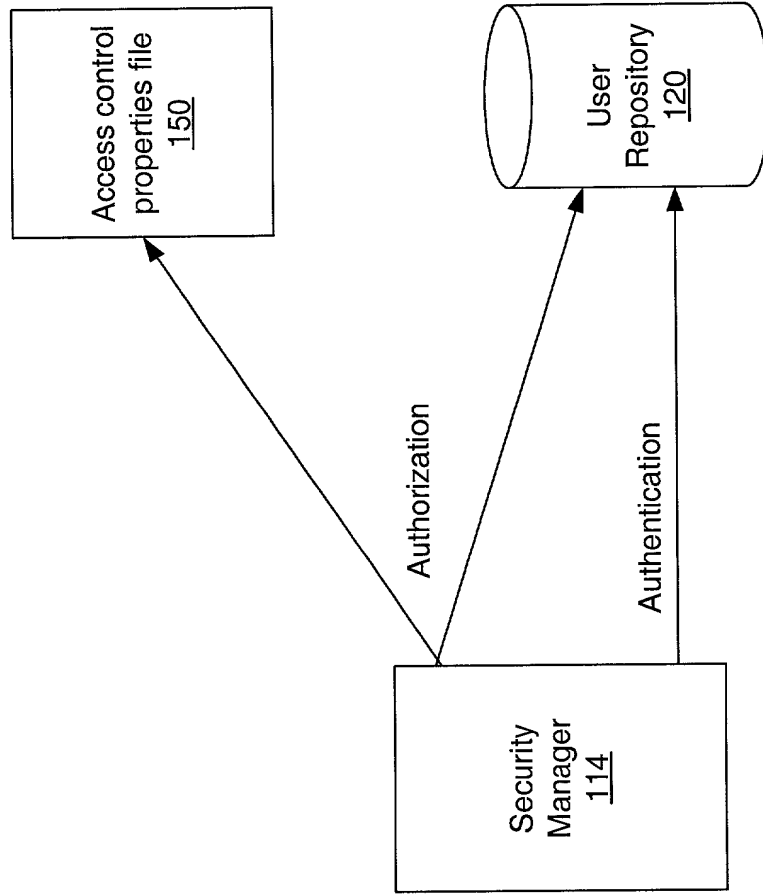 Access control
properties file
150
User
Repository
120
Authorization
Authentication
Security
Manager
114